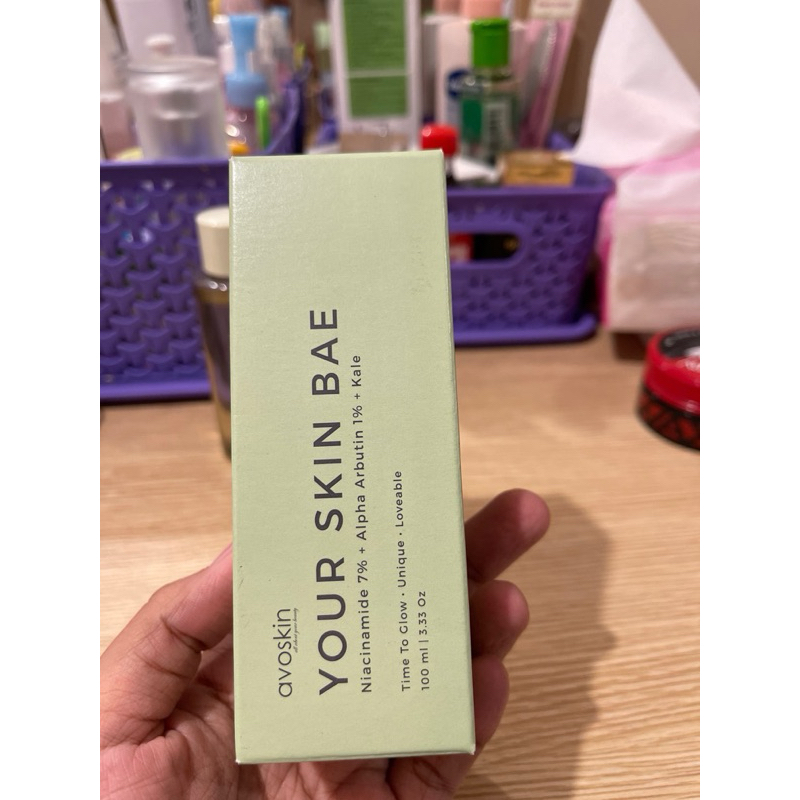 avoskin
all about your beauty
YOUR SKIN BAE
Niacinamide 7% + Alpha Arbutin 1% + Kale
Time To Glow • Unique • Loveable
100 ml | 3.33 Oz